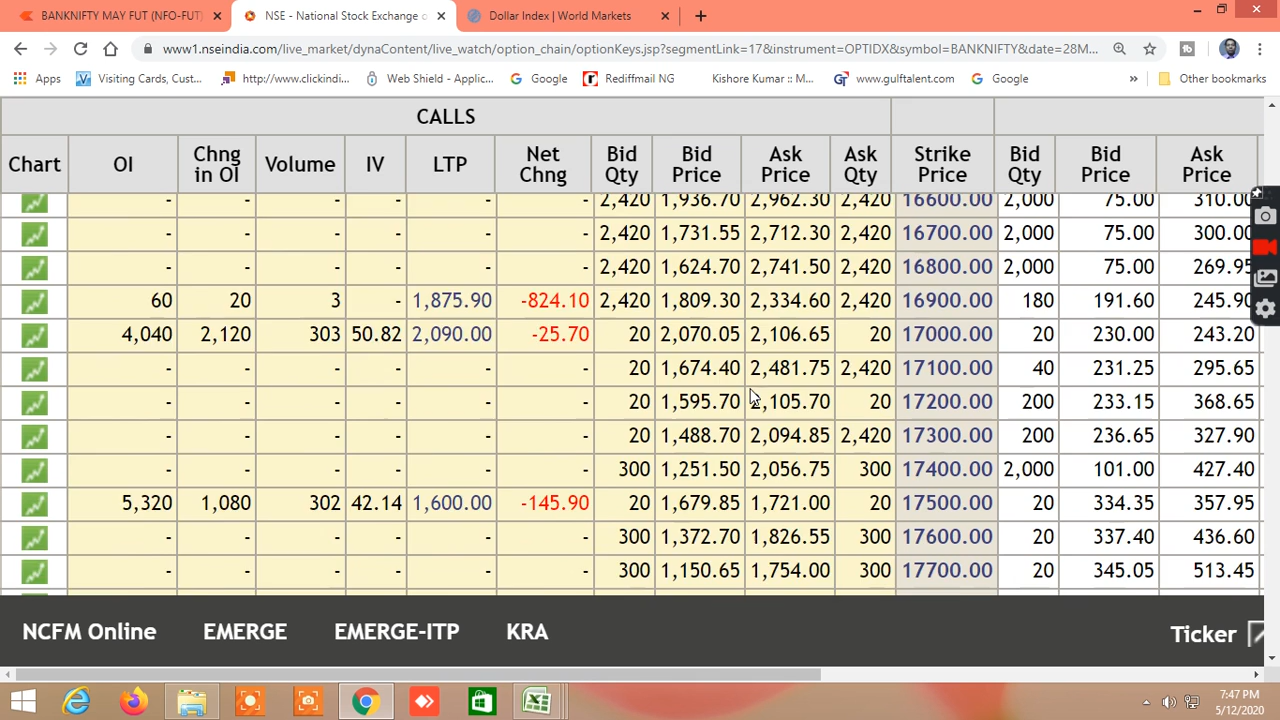 BANKNIFTY MAY FUT (NFO-FUT)
NSE - National Stock Exchange o
Dollar Index | World Markets
www1.nseindia.com/live_market/dynaContent/live_watch/option_chain/optionKeys.jsp?segmentLink=17&instrument=OPTIDX&symbol=BANKNIFTY&date=28M...
Apps Visiting Cards, Cust... http://www.clickindi... Web Shield - Applic... Google Rediffmail NG Kishore Kumar :: M... www.gulftalent.com Google » Other bookmarks
CALLS
Chart OI Chng in OI Volume IV LTP Net Chng Bid Qty Bid Price Ask Price Ask Qty Strike Price Bid Qty Bid Price Ask Price
- - - - - - 2,420 1,936.70 2,962.30 2,420 16600.00 2,000 75.00 310.00
- - - - - - 2,420 1,731.55 2,712.30 2,420 16700.00 2,000 75.00 300.00
- - - - - - 2,420 1,624.70 2,741.50 2,420 16800.00 2,000 75.00 269.95
60 20 3 - 1,875.90 -824.10 2,420 1,809.30 2,334.60 2,420 16900.00 180 191.60 245.90
4,040 2,120 303 50.82 2,090.00 -25.70 20 2,070.05 2,106.65 20 17000.00 20 230.00 243.20
- - - - - - 20 1,674.40 2,481.75 2,420 17100.00 40 231.25 295.65
- - - - - - 20 1,595.70 2,105.70 20 17200.00 200 233.15 368.65
- - - - - - 20 1,488.70 2,094.85 2,420 17300.00 200 236.65 327.90
- - - - - - 300 1,251.50 2,056.75 300 17400.00 2,000 101.00 427.40
5,320 1,080 302 42.14 1,600.00 -145.90 20 1,679.85 1,721.00 20 17500.00 20 334.35 357.95
- - - - - - 300 1,372.70 1,826.55 300 17600.00 20 337.40 436.60
- - - - - - 300 1,150.65 1,754.00 300 17700.00 20 345.05 513.45
NCFM Online EMERGE EMERGE-ITP KRA Ticker
7:47 PM
5/12/2020